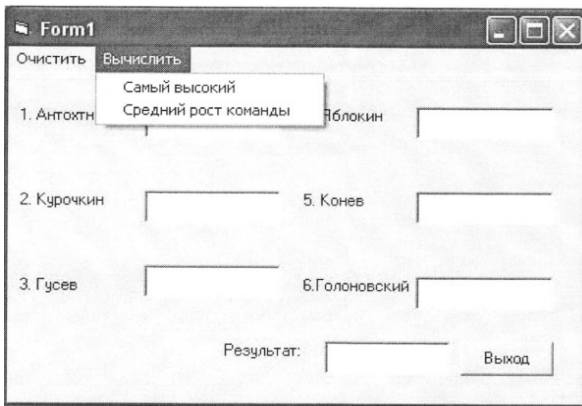 Form1
Очистить Вычислить
Самый высокий
Средний рост команды
1. Антохтн
Яблокин
2. Курочкин
5. Конев
3. Гусев
6.Голоновский
Результат:
Выход